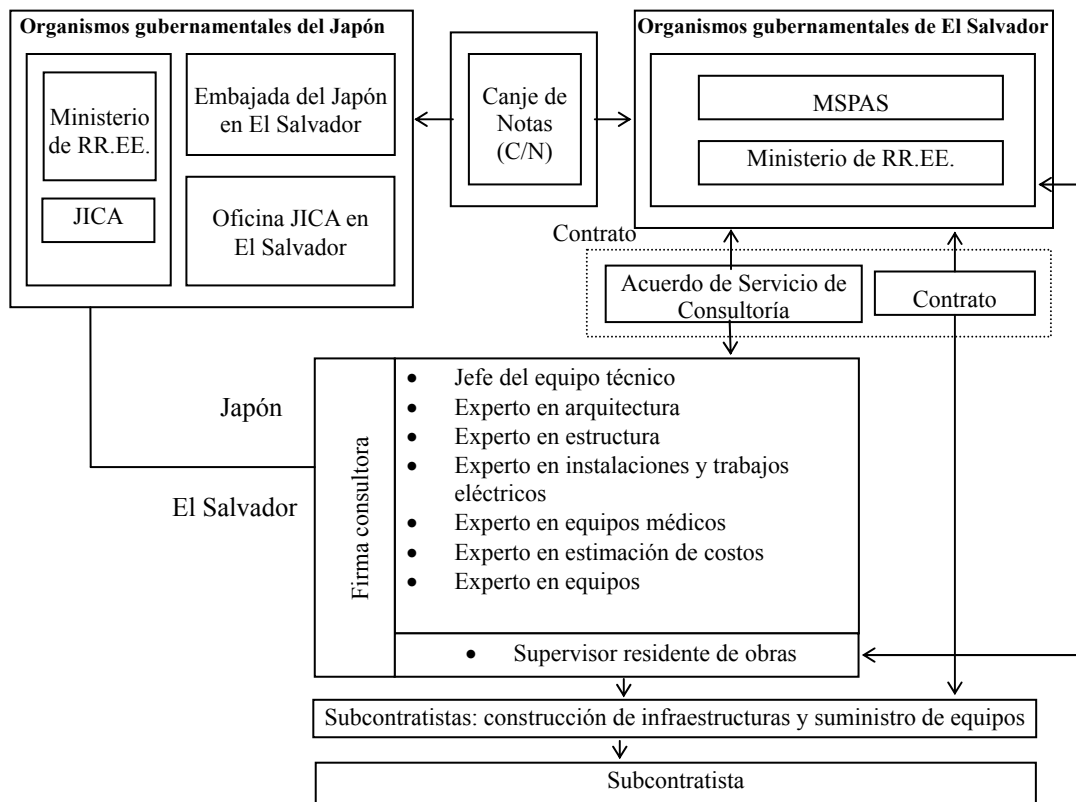 Organismos gubernamentales del Japón
Ministerio
de RR.EE.
JICA
Embajada del Japón
en El Salvador
Oficina JICA en
El Salvador
Canje de
Notas
(C/N)
Organismos gubernamentales de El Salvador
MSPAS
Ministerio de RR.EE.
Contrato
Acuerdo de Servicio de
Consultoría
Contrato
Japón
El Salvador
Firma consultora
• Jefe del equipo técnico
• Experto en arquitectura
• Experto en estructura
• Experto en instalaciones y trabajos
eléctricos
• Experto en equipos médicos
• Experto en estimación de costos
• Experto en equipos
• Supervisor residente de obras
Subcontratistas: construcción de infraestructuras y suministro de equipos
Subcontratista